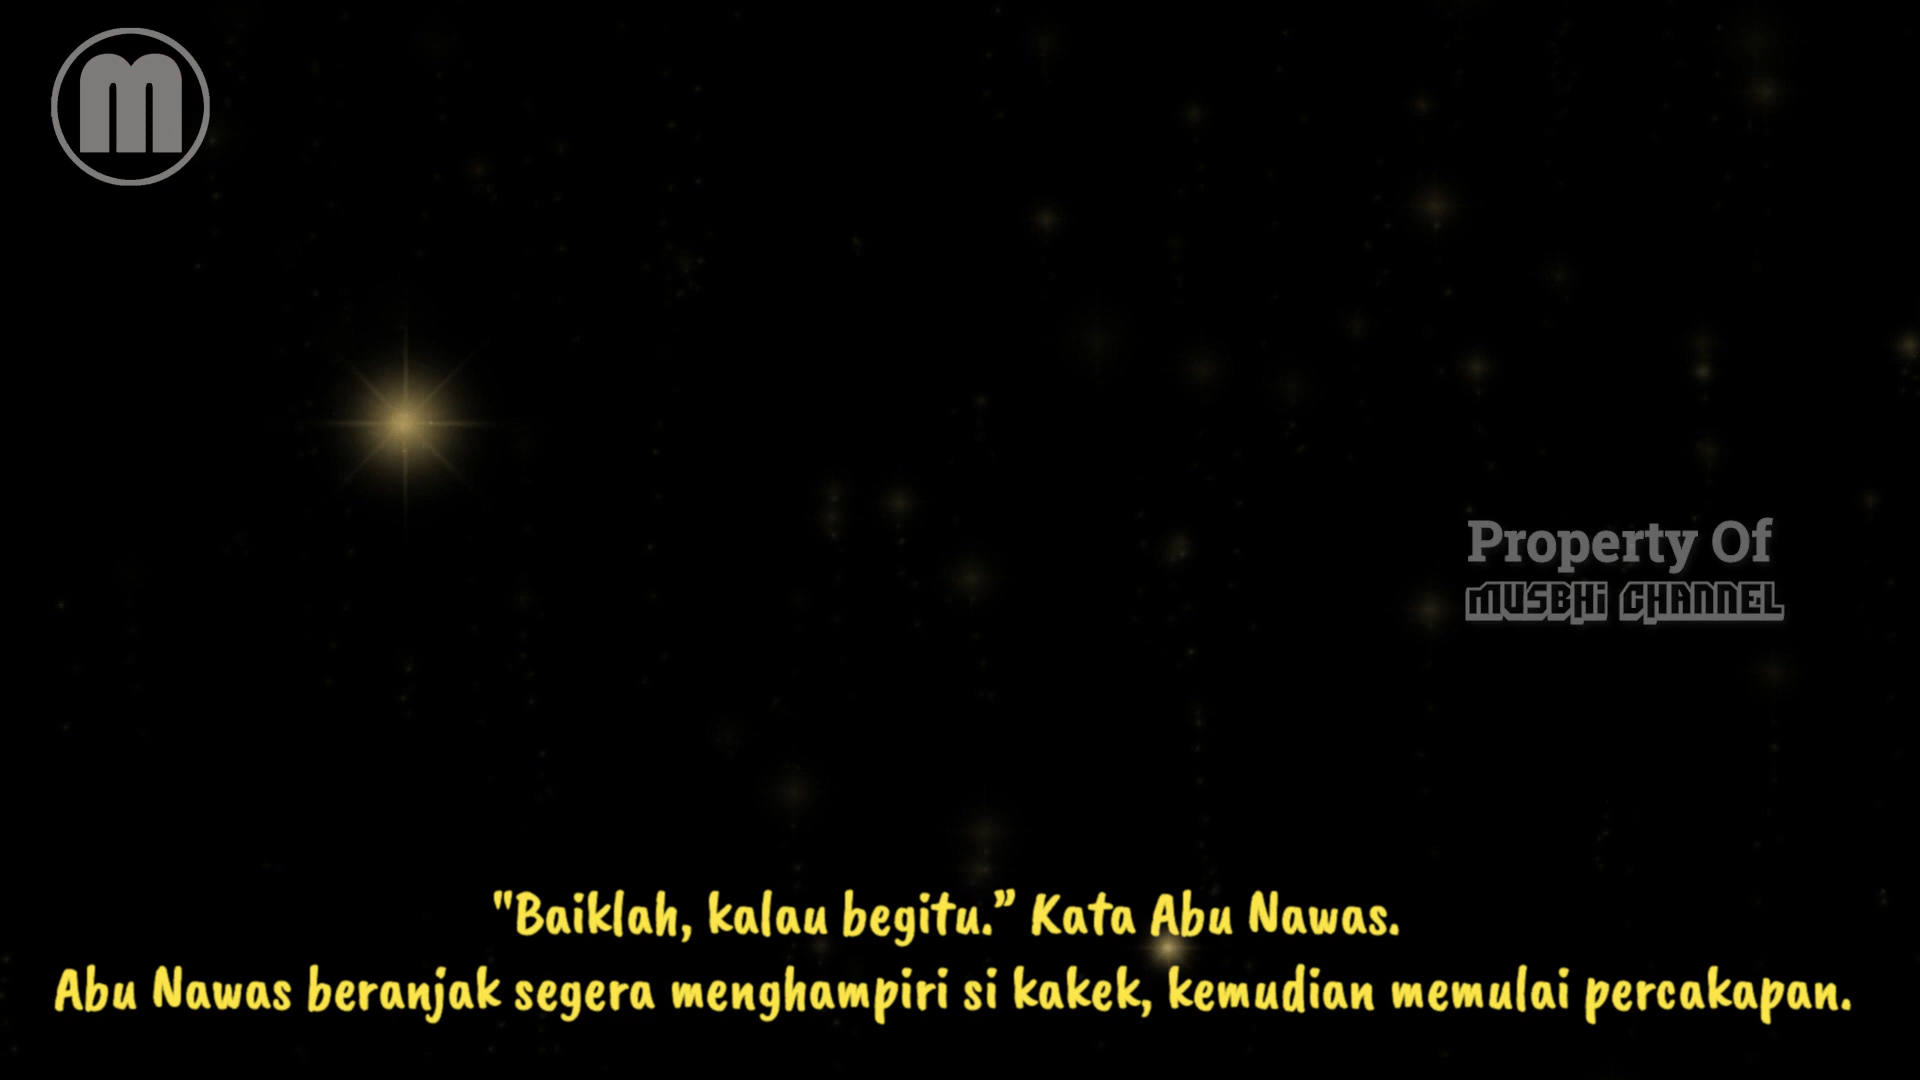 m
Property Of
MUSBHi CHANNEL
"Baiklah, kalau begitu.” Kata Abu Nawas.
Abu Nawas beranjak segera menghampiri si kakek, kemudian memulai percakapan.